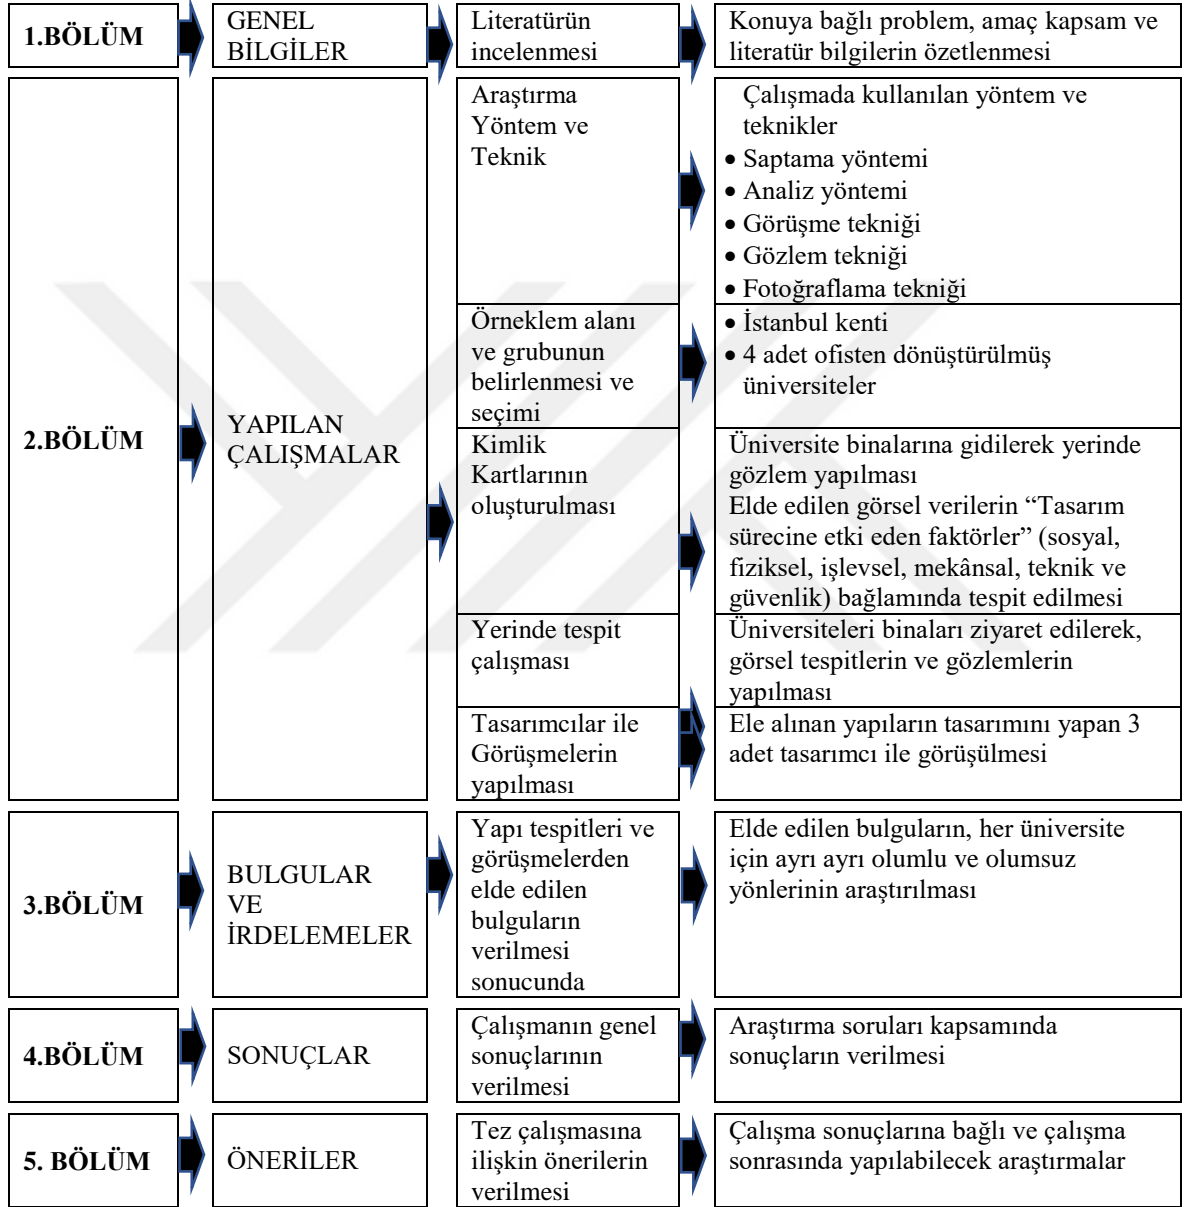 1.BÖLÜM
GENEL
BİLGİLER
Literatürün
incelenmesi
Konuya bağlı problem, amaç kapsam ve
literatür bilgilerin özetlenmesi
2.BÖLÜM
YAPILAN
ÇALIŞMALAR
Araştırma
Yöntem ve
Teknik
Çalışmada kullanılan yöntem ve
teknikler
• Saptama yöntemi
• Analiz yöntemi
• Görüşme tekniği
• Gözlem tekniği
• Fotoğraflama tekniği
Örneklem alanı
ve grubunun
belirlenmesi ve
seçimi
• İstanbul kenti
• 4 adet ofisten dönüştürülmüş
üniversiteler
Kimlik
Kartlarının
oluşturulması
Üniversite binalarına gidilerek yerinde
gözlem yapılması
Elde edilen görsel verilerin “Tasarım
sürecine etki eden faktörler” (sosyal,
fiziksel, işlevsel, mekânsal, teknik ve
güvenlik) bağlamında tespit edilmesi
Yerinde tespit
çalışması
Üniversiteleri binaları ziyaret edilerek,
görsel tespitlerin ve gözlemlerin
yapılması
Tasarımcılar ile
Görüşmelerin
yapılması
Ele alınan yapıların tasarımını yapan 3
adet tasarımcı ile görüşülmesi
3.BÖLÜM
BULGULAR
VE
İRDELEMELER
Yapı tespitleri ve
görüşmelerden
elde edilen
bulguların
verilmesi
sonucunda
Elde edilen bulguların, her üniversite
için ayrı ayrı olumlu ve olumsuz
yönlerinin araştırılması
4.BÖLÜM
SONUÇLAR
Çalışmanın genel
sonuçlarının
verilmesi
Araştırma soruları kapsamında
sonuçların verilmesi
5. BÖLÜM
ÖNERİLER
Tez çalışmasına
ilişkin önerilerin
verilmesi
Çalışma sonuçlarına bağlı ve çalışma
sonrasında yapılabilecek araştırmalar